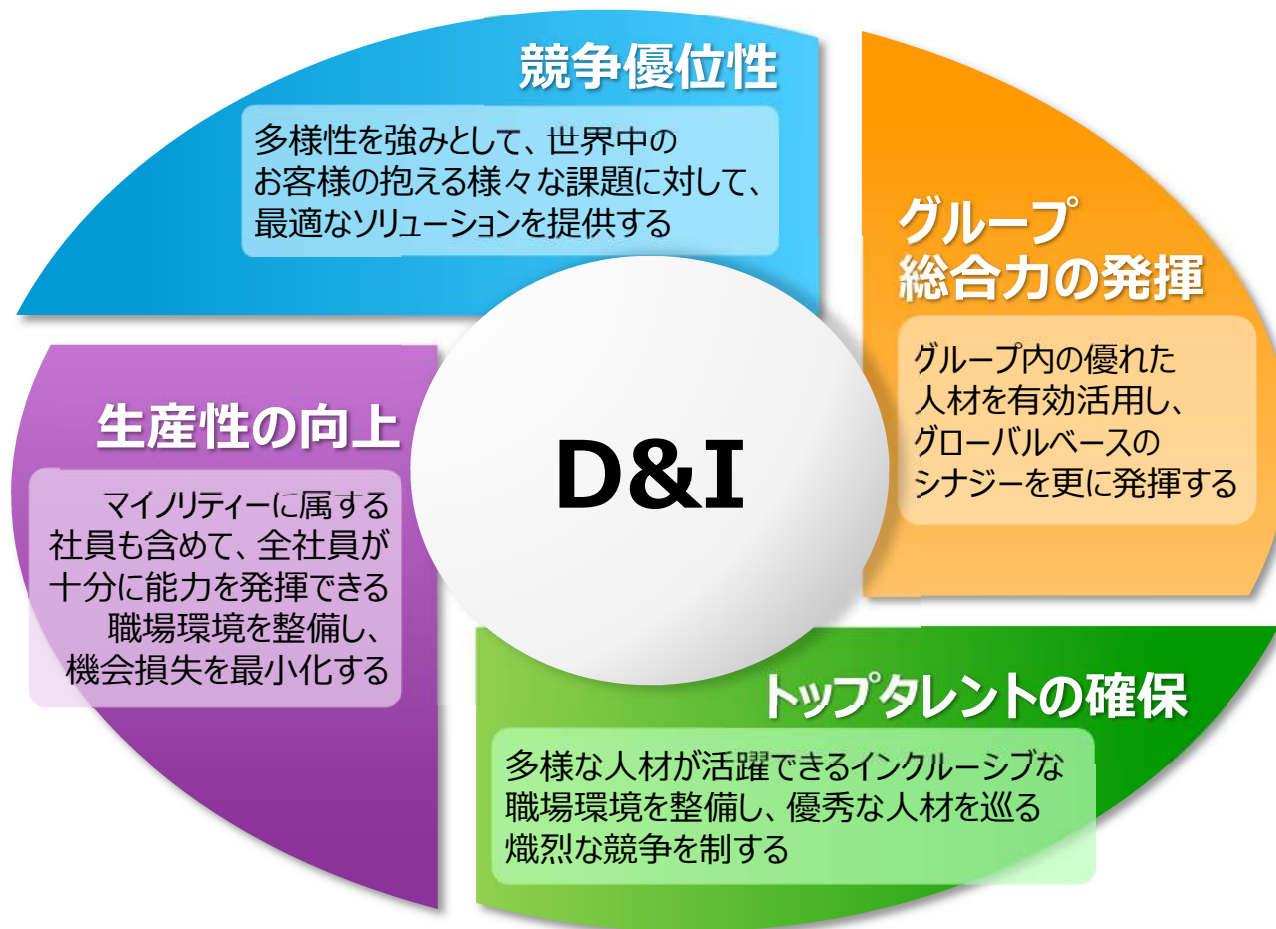 競争優位性
多様性を強みとして、世界中の
お客様の抱える様々な課題に対して、
最適なソリューションを提供する
グループ
総合力の発揮
グループ内の優れた
人材を有効活用し、
グローバルベースの
シナジーを更に発揮する
D&I
生産性の向上
マイノリティーに属する
社員も含めて、全社員が
十分に能力を発揮できる
職場環境を整備し、
機会損失を最小化する
トップタレントの確保
多様な人材が活躍できるインクルーシブな
職場環境を整備し、優秀な人材を巡る
熾烈な競争を制する